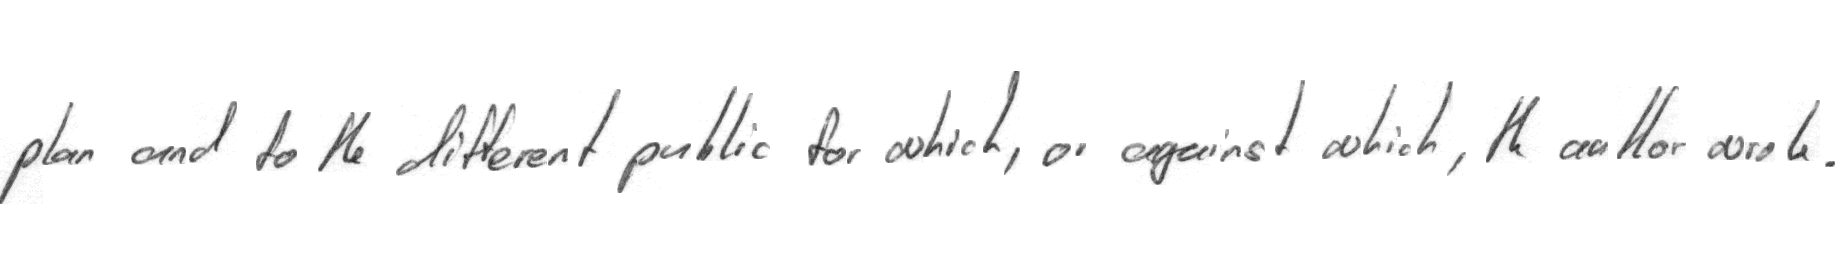 plan and to the different public for which, or against which, the author wrote.